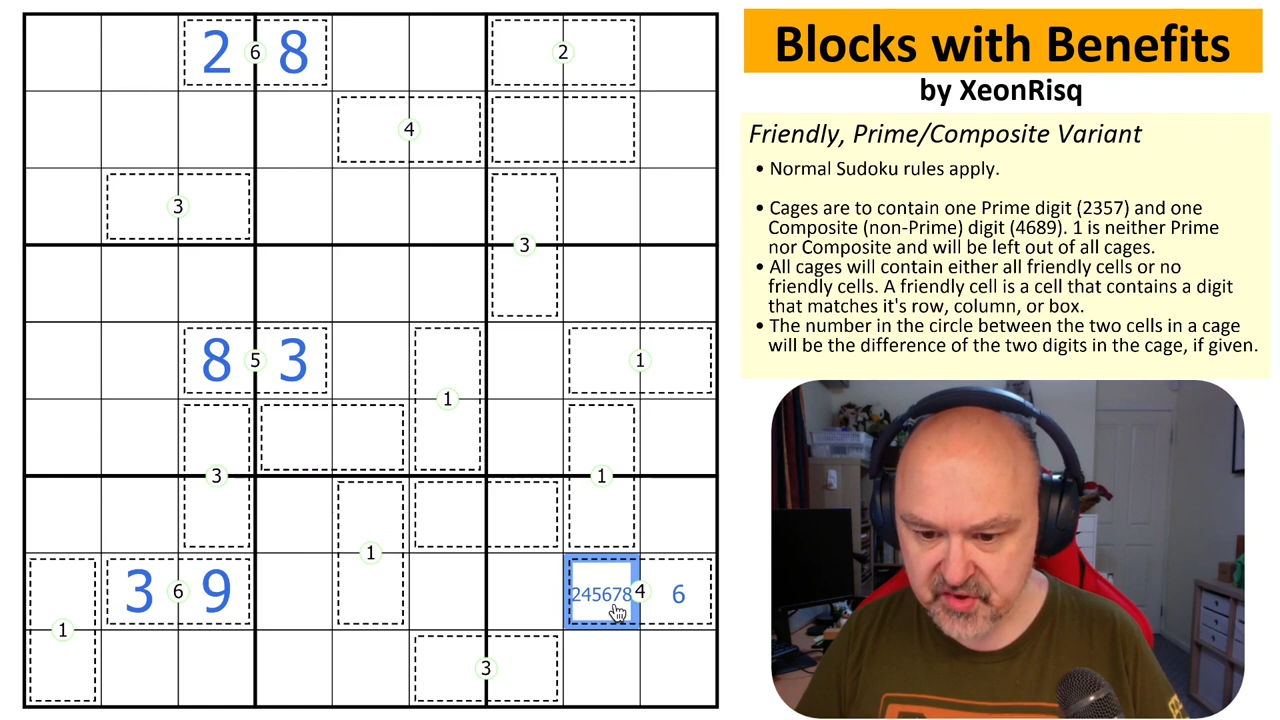 Blocks with Benefits
by XeonRisq
Friendly, Prime/Composite Variant
• Normal Sudoku rules apply.
• Cages are to contain one Prime digit (2357) and one
Composite (non-Prime) digit (4689). 1 is neither Prime
nor Composite and will be left out of all cages.
• All cages will contain either all friendly cells or no
friendly cells. A friendly cell is a cell that contains a digit
that matches it's row, column, or box.
• The number in the circle between the two cells in a cage
will be the difference of the two digits in the cage, if given.
2 6 8 2
4
3
3
8 5 3 1
1
3 1
1
3 9 6 245678 4 6
1
3